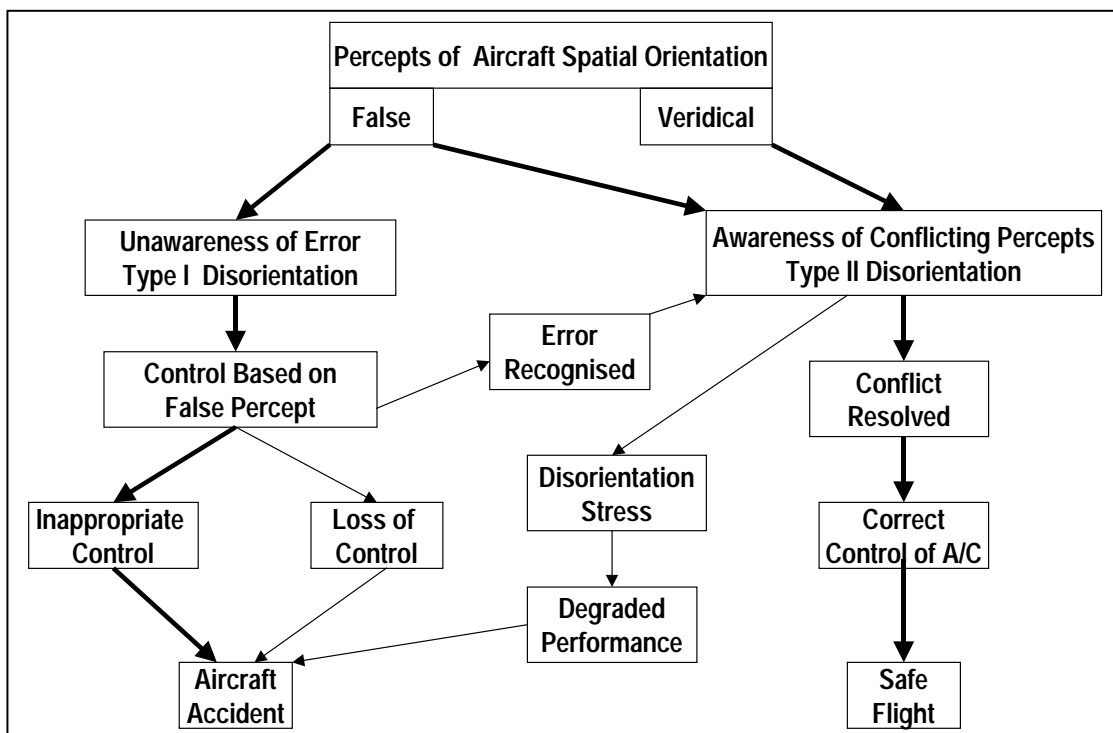 Percepts of Aircraft Spatial Orientation
False
Veridical
Unawareness of Error
Type I Disorientation
Awareness of Conflicting Percepts
Type II Disorientation
Error
Recognised
Control Based on
False Percept
Conflict
Resolved
Disorientation
Stress
Inappropriate
Control
Loss of
Control
Correct
Control of A/C
Degraded
Performance
Aircraft
Accident
Safe
Flight